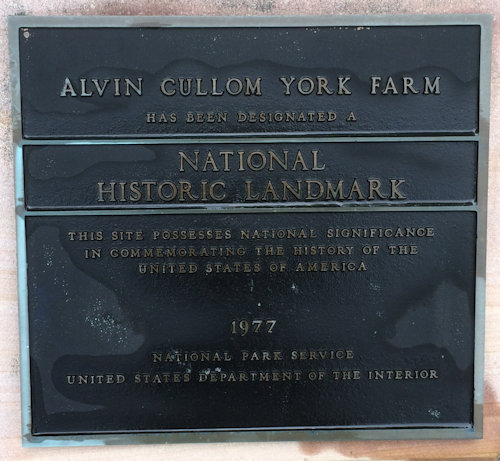 ALVIN CULLOM YORK FARM
HAS BEEN DESIGNATED A
NATIONAL
HISTORIC LANDMARK
THIS SITE POSSESSES NATIONAL SIGNIFICANCE
IN COMMEMORATING THE HISTORY OF THE
UNITED STATES OF AMERICA
1977
NATIONAL PARK SERVICE
UNITED STATES DEPARTMENT OF THE INTERIOR